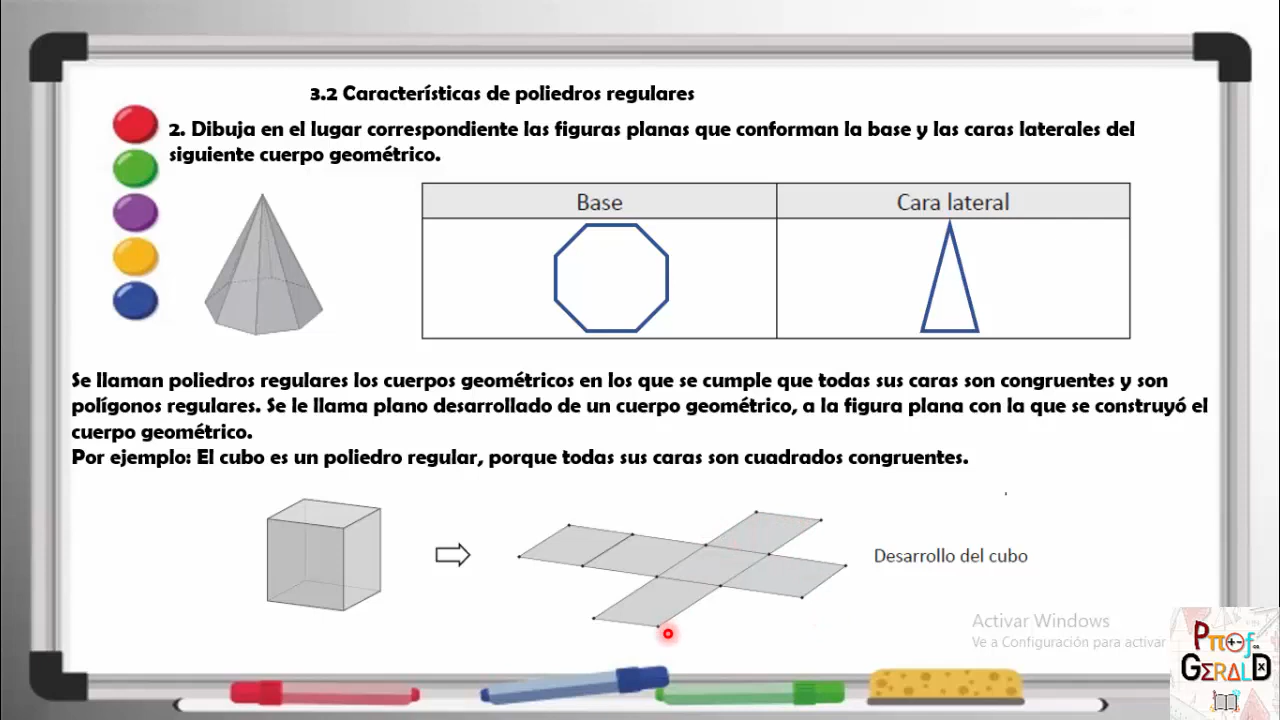 3.2 Características de poliedros regulares
2. Dibuja en el lugar correspondiente las figuras planas que conforman la base y las caras laterales del
siguiente cuerpo geométrico.
Base
Cara lateral
Se llaman poliedros regulares los cuerpos geométricos en los que se cumple que todas sus caras son congruentes y son
polígonos regulares. Se le llama plano desarrollado de un cuerpo geométrico, a la figura plana con la que se construyó el
cuerpo geométrico.
Por ejemplo: El cubo es un poliedro regular, porque todas sus caras son cuadrados congruentes.
Desarrollo del cubo
Activar Windows
Ve a Configuración para activar
GERALD